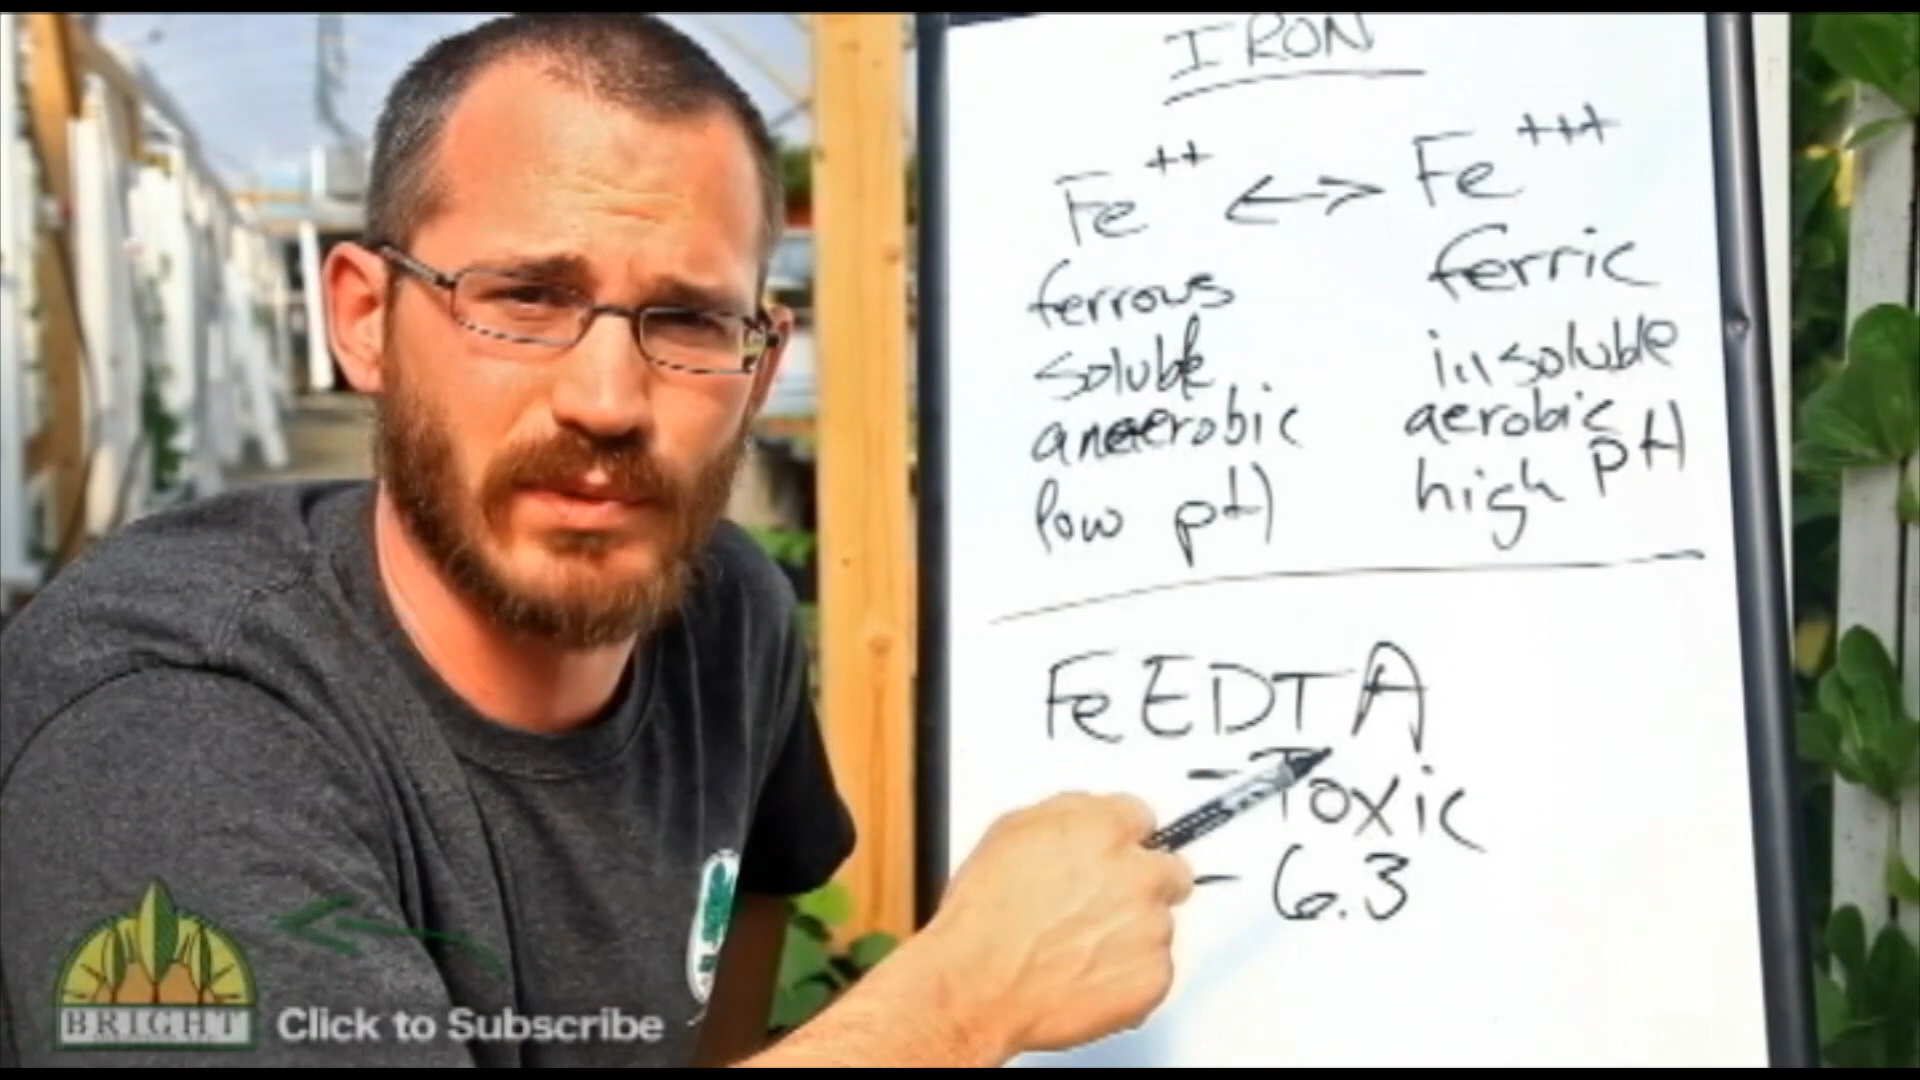 IRON
Fe++ <-> Fe+++
ferrous
ferric
soluble
insoluble
anaerobic
aerobic
low pH
high pH
FeEDTA
- Toxic
- 6.3
BRIGHT
Click to Subscribe